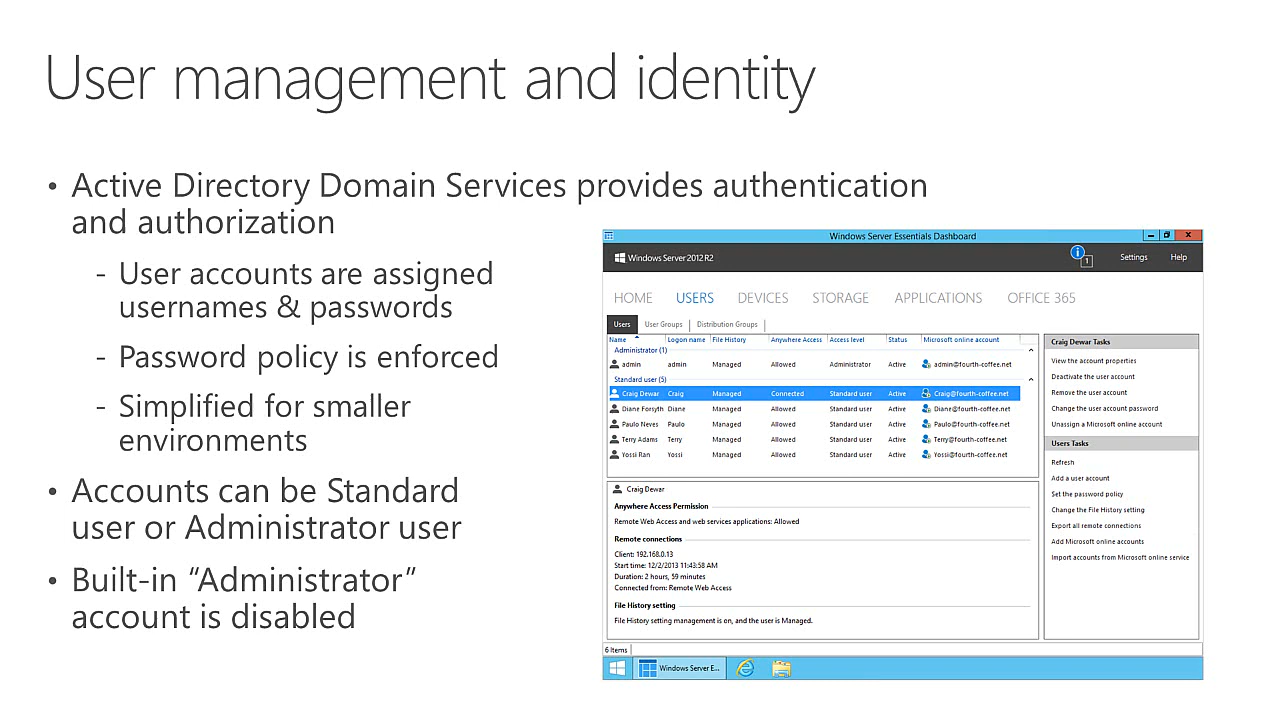 User management and identity
• Active Directory Domain Services provides authentication
and authorization
- User accounts are assigned
usernames & passwords
- Password policy is enforced
- Simplified for smaller
environments
• Accounts can be Standard
user or Administrator user
• Built-in “Administrator”
account is disabled
Windows Server Essentials Dashboard
Windows Server 2012 R2
1
Settings Help
HOME USERS DEVICES STORAGE APPLICATIONS OFFICE 365
Users User Groups Distribution Groups
Name Logon name File History Anywhere Access Access level Status Microsoft online account
Administrator (1)
admin admin Managed Allowed Administrator Active admin@fourth-coffee.net
Standard user (5)
Craig Dewar Craig Managed Connected Standard user Active Craig@fourth-coffee.net
Diane Forsyth Diane Managed Allowed Standard user Active Diane@fourth-coffee.net
Paulo Neves Paulo Managed Allowed Standard user Active Paulo@fourth-coffee.net
Terry Adams Terry Managed Allowed Standard user Active Terry@fourth-coffee.net
Yossi Ran Yossi Managed Allowed Standard user Active Yossi@fourth-coffee.net
Craig Dewar
Anywhere Access Permission
Remote Web Access and web services applications: Allowed
Remote connections
Client: 192.168.0.13
Start time: 12/2/2013 11:43:58 AM
Duration: 2 hours, 59 minutes
Connected from: Remote Web Access
File History setting
File History setting management is on, and the user is Managed.
Craig Dewar Tasks
View the account properties
Deactivate the user account
Remove the user account
Change the user account password
Unassign a Microsoft online account
Users Tasks
Refresh
Add a user account
Set the password policy
Change the File History setting
Export all remote connections
Add Microsoft online accounts
Import accounts from Microsoft online service
6 Items
Windows Server E...